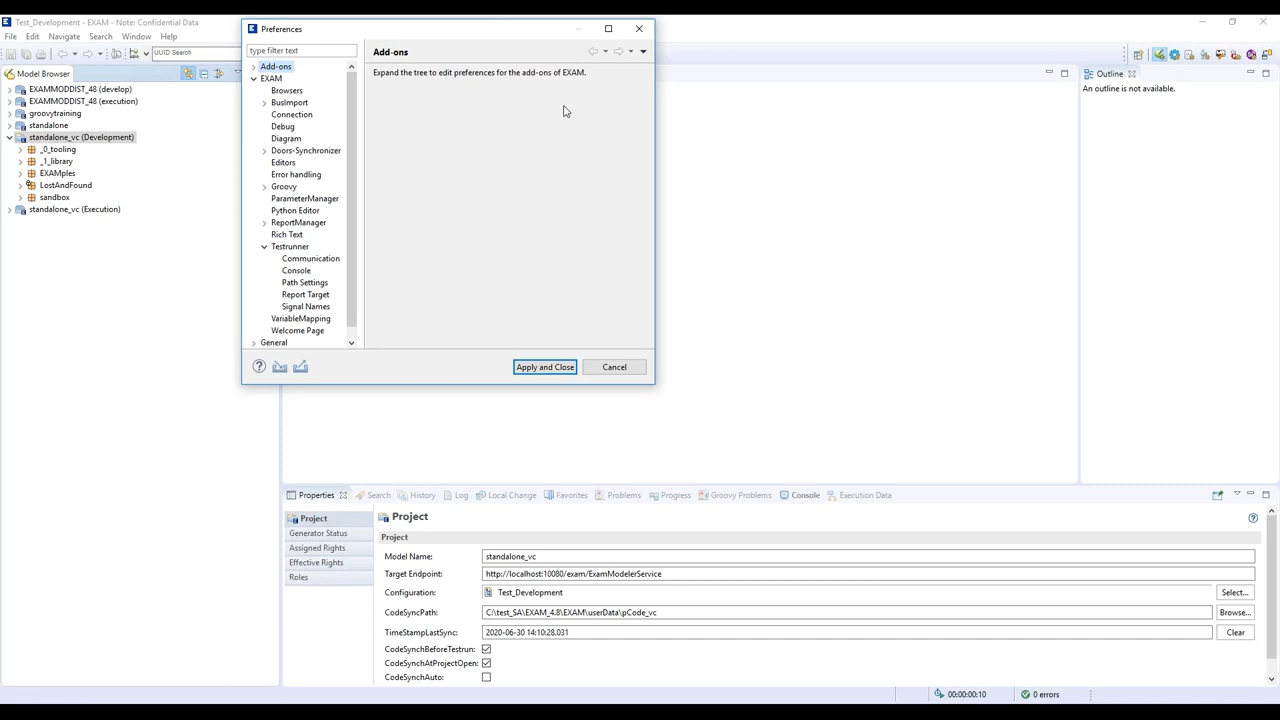 Test_Development - EXAM - Note: Confidential Data
File Edit Navigate Search Window Help
UUID Search
Model Browser
EXAMMODDIST_48 (develop)
EXAMMODDIST_48 (execution)
groovytraining
standalone
standalone_vc (Development)
_0_tooling
_1_library
EXAMples
LostAndFound
sandbox
standalone_vc (Execution)
Preferences
type filter text
Add-ons
EXAM
Browsers
BusImport
Connection
Debug
Diagram
Doors-Synchronizer
Editors
Error handling
Groovy
ParameterManager
Python Editor
ReportManager
Rich Text
Testrunner
Communication
Console
Path Settings
Report Target
Signal Names
VariableMapping
Welcome Page
General
Add-ons
Expand the tree to edit preferences for the add-ons of EXAM.
Apply and Close Cancel
Outline
An outline is not available.
Properties Search History Log Local Change Favorites Problems Progress Groovy Problems Console Execution Data
Project
Generator Status
Assigned Rights
Effective Rights
Roles
Project
Project
Model Name: standalone_vc
Target Endpoint: http://localhost:10080/exam/ExamModelerService
Configuration: Test_Development Select...
CodeSyncPath: C:\test_SA\EXAM_4.8\EXAM\userData\pCode_vc Browse...
TimeStampLastSync: 2020-06-30 14:10:28.031 Clear
CodeSynchBeforeTestrun:
CodeSynchAtProjectOpen:
CodeSynchAuto:
00:00:00:10 0 errors